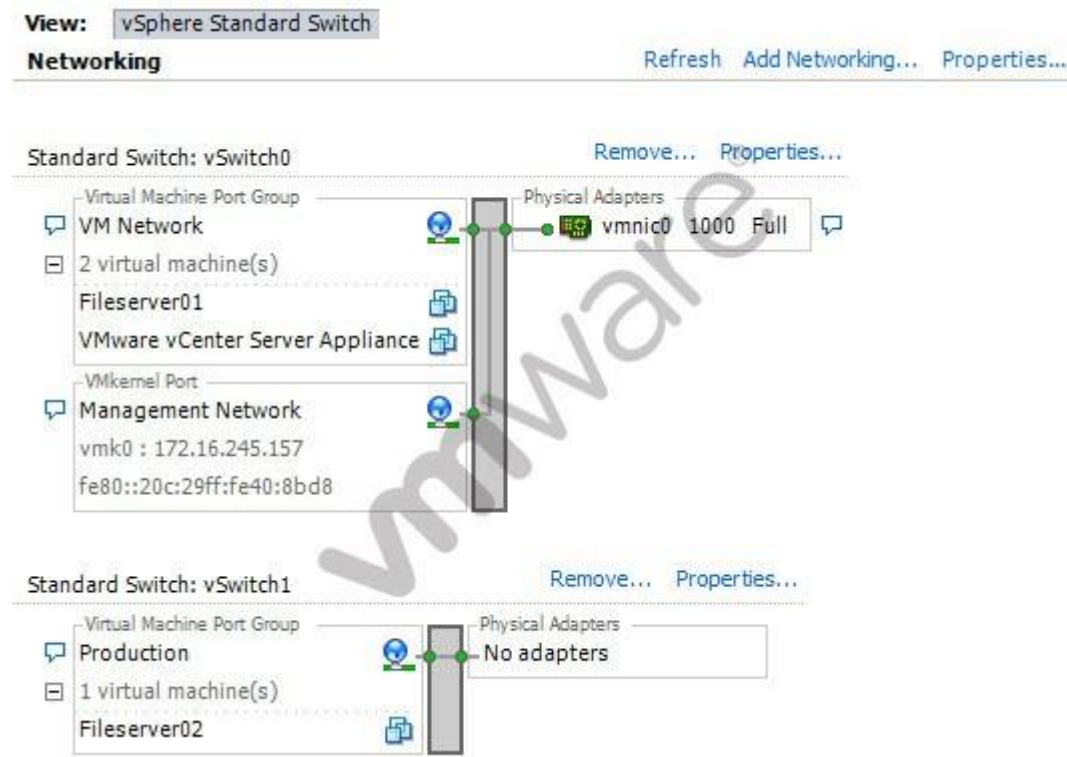 View: vSphere Standard Switch
Networking Refresh Add Networking... Properties...
Standard Switch: vSwitch0 Remove... Properties...
Virtual Machine Port Group Physical Adapters
VM Network vmnic0 1000 Full
2 virtual machine(s)
Fileserver01
VMware vCenter Server Appliance
VMkernel Port
Management Network
vmk0 : 172.16.245.157
fe80::20c:29ff:fe40:8bd8
vmware®
Standard Switch: vSwitch1 Remove... Properties...
Virtual Machine Port Group Physical Adapters
Production No adapters
1 virtual machine(s)
Fileserver02